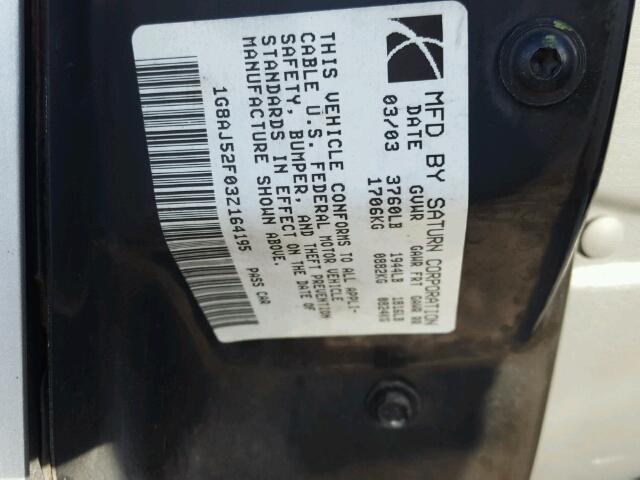 MFD BY SATURN CORPORATION
DATE GVWR GAWR FRT GAWR RR
03/03 3760LB 1944LB 1816LB
1706KG 0882KG 0824KG
THIS VEHICLE CONFORMS TO ALL APPLI-
CABLE U.S. FEDERAL MOTOR VEHICLE
SAFETY, BUMPER, AND THEFT PREVENTION
STANDARDS IN EFFECT ON THE DATE OF
MANUFACTURE SHOWN ABOVE.
1G8AJ52F03Z164195 PASS CAR